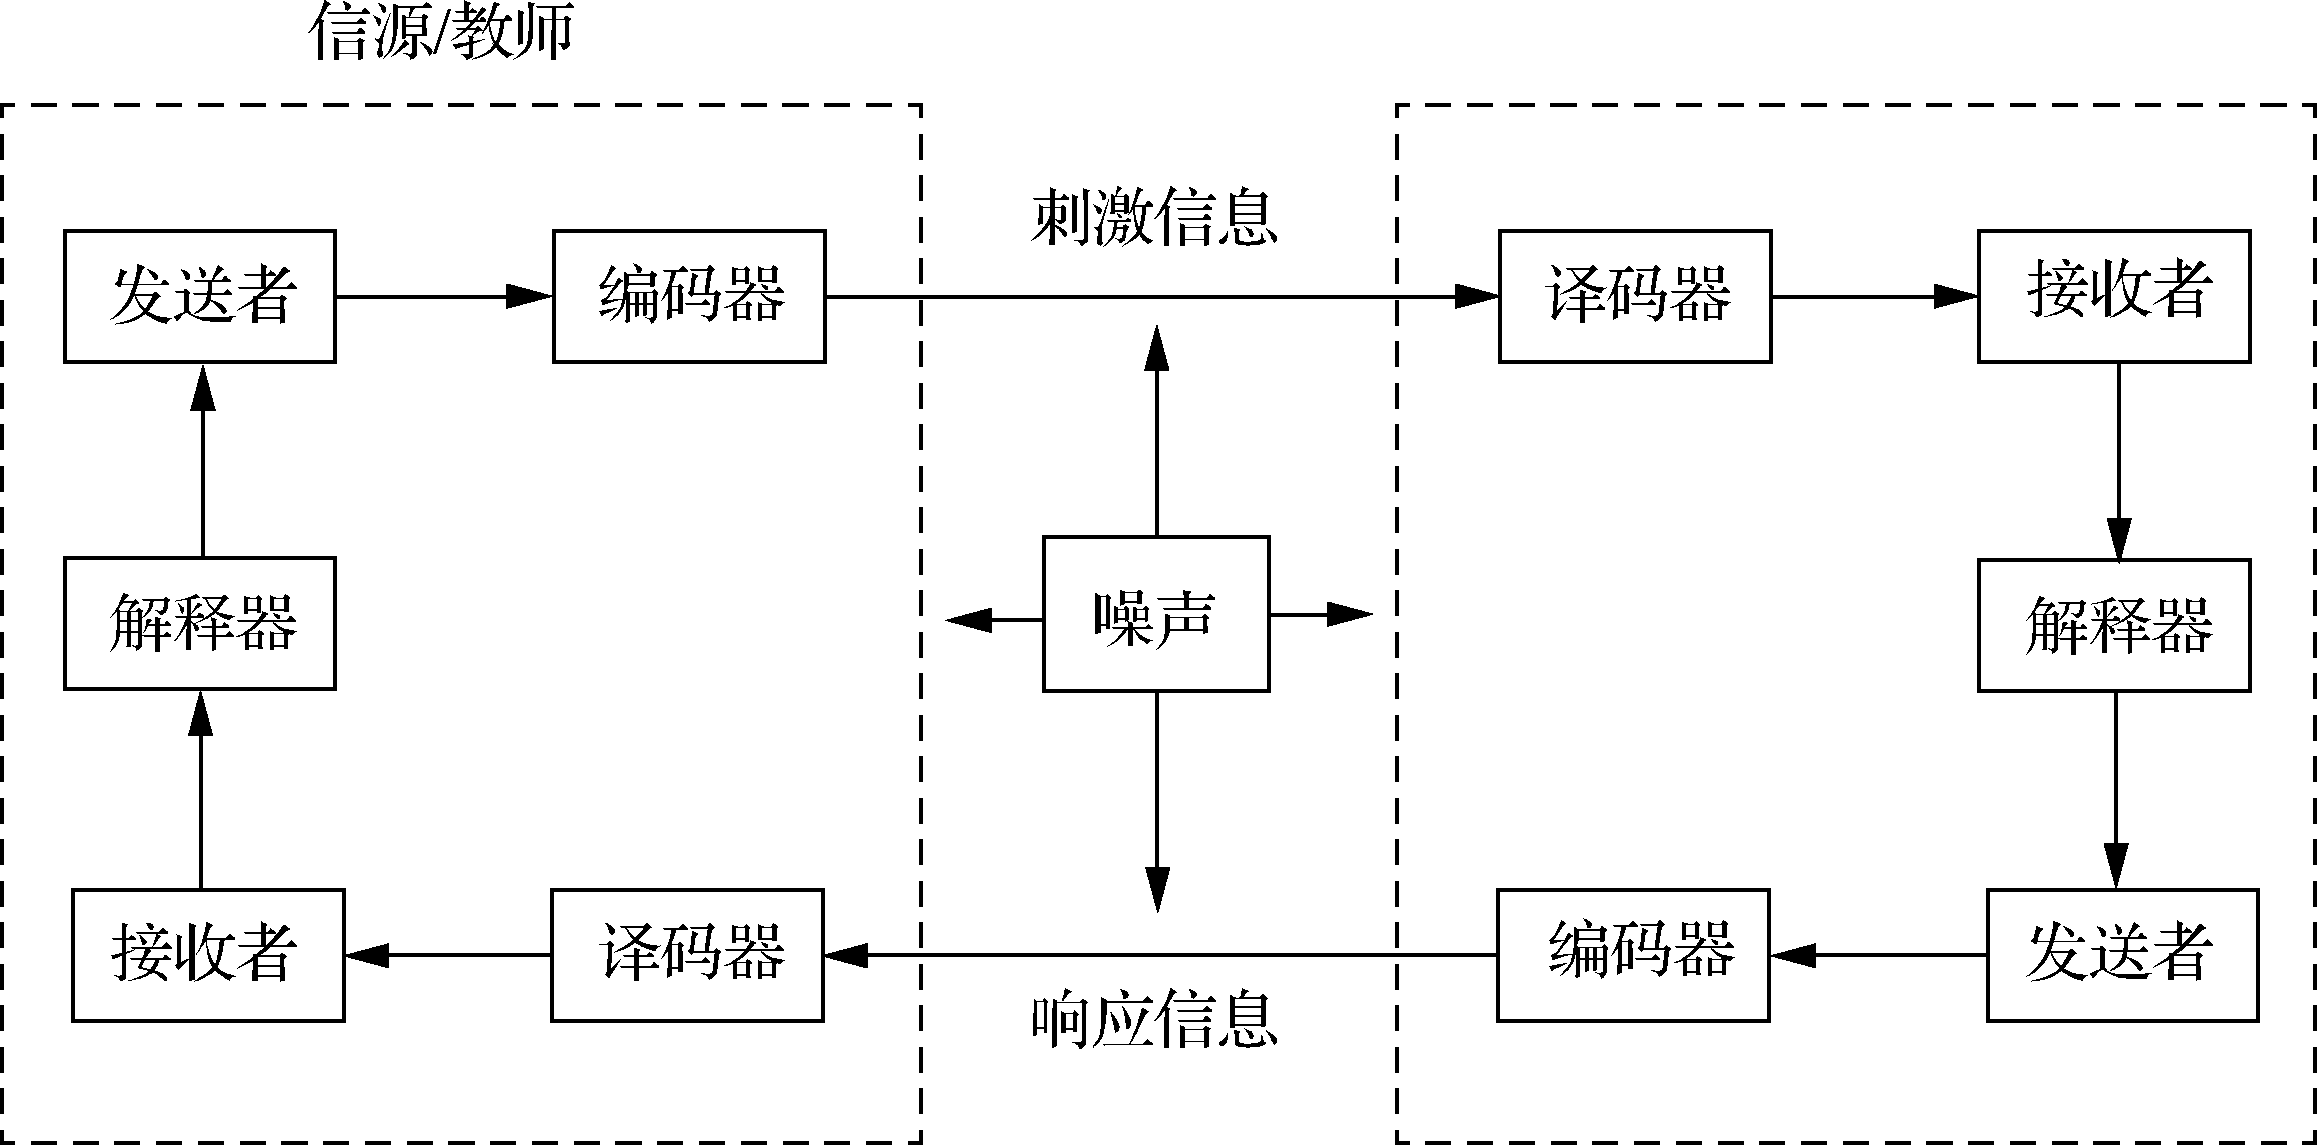 信源/教师
刺激信息
发送者
编码器
译码器
接收者
解释器
噪声
解释器
接收者
译码器
编码器
发送者
响应信息